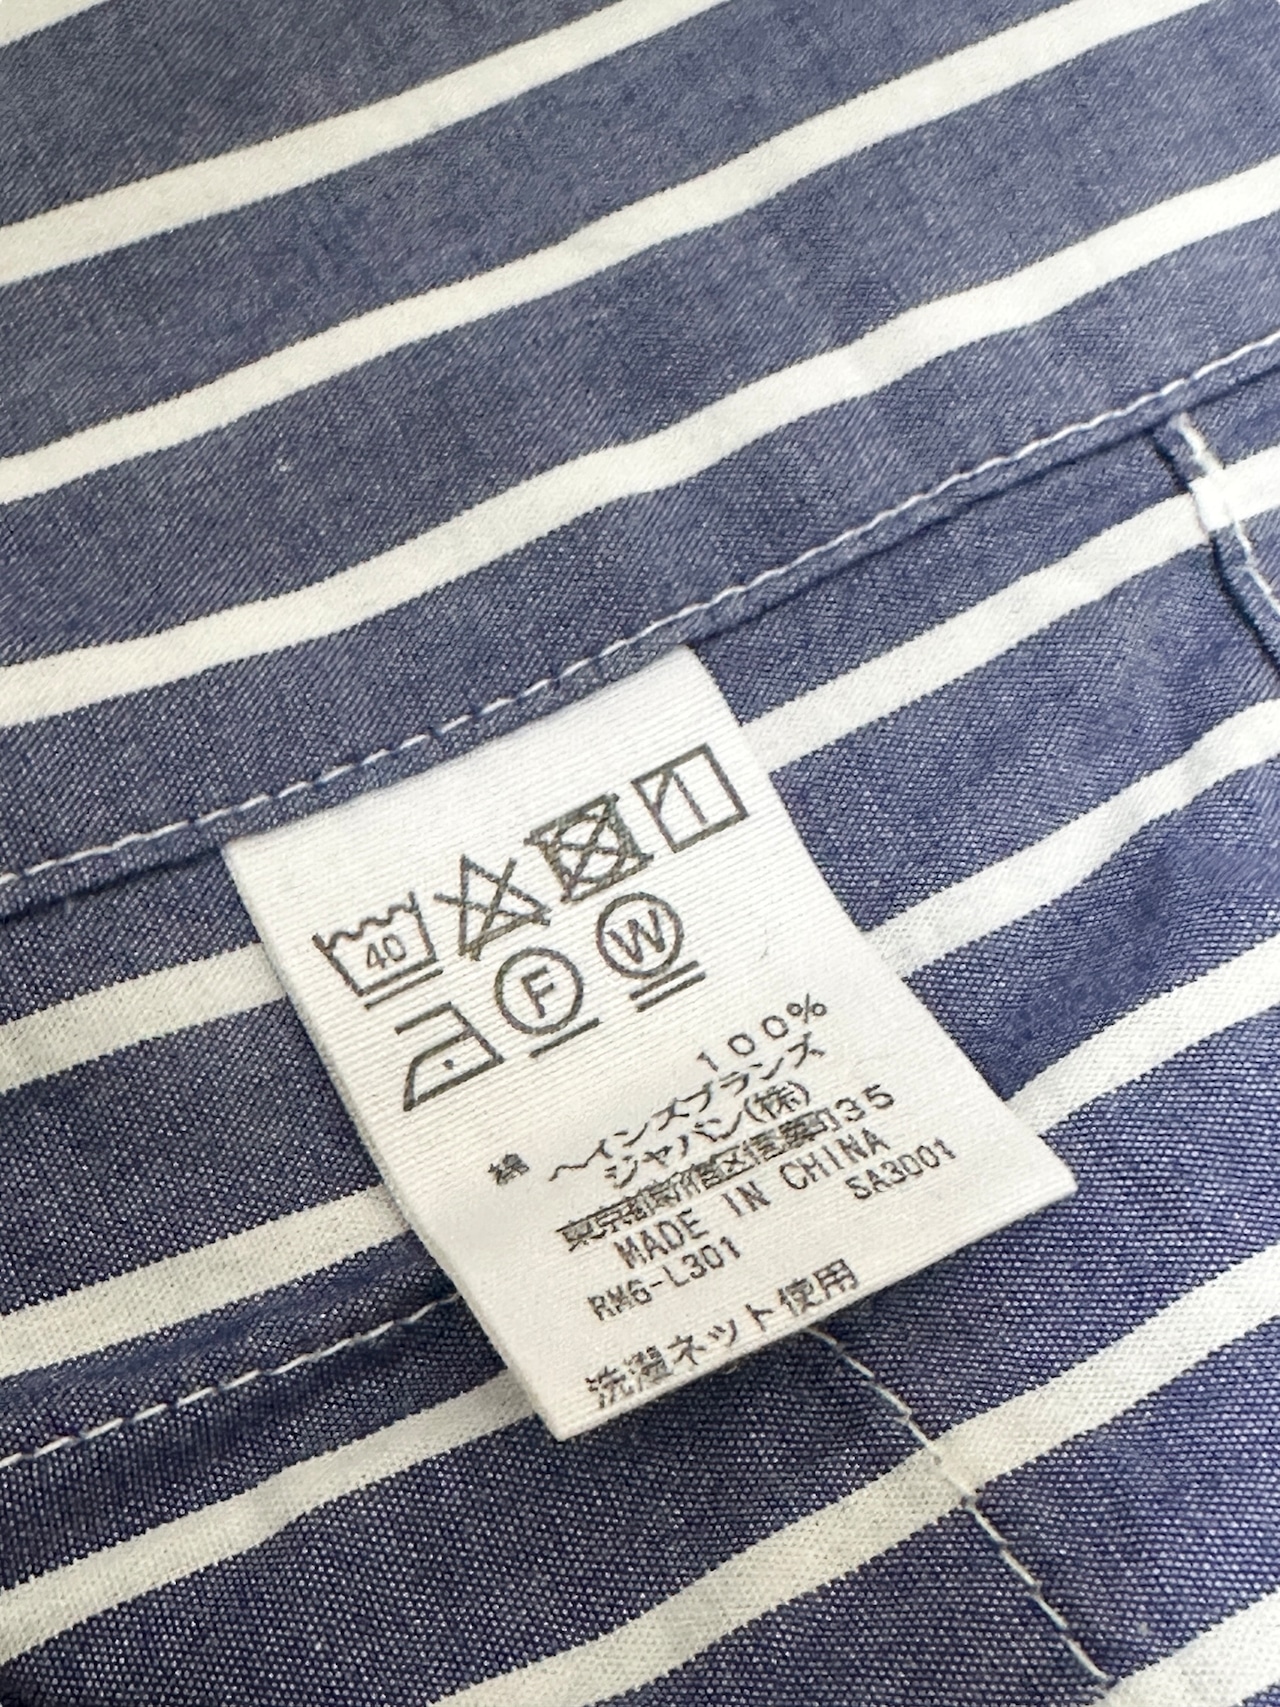 40
F W
綿 100%
ヘインズブランズ
ジャパン(株)
東京都新宿区信濃町35
MADE IN CHINA
RM6-L301 SA3D01
洗濯ネット使用